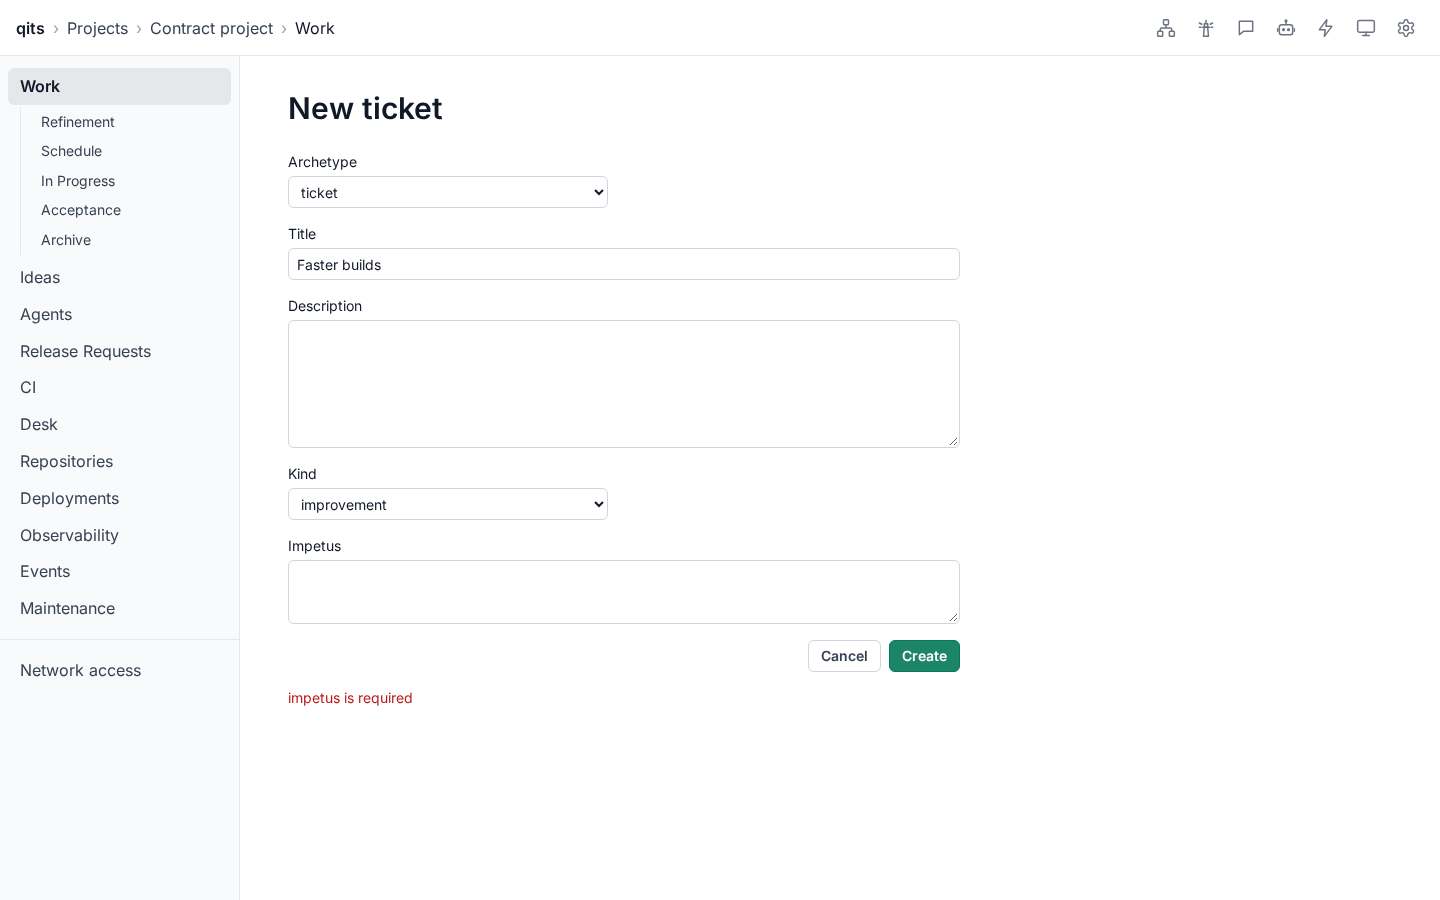 qits › Projects › Contract project › Work
Work
Refinement
Schedule
In Progress
Acceptance
Archive
Ideas
Agents
Release Requests
CI
Desk
Repositories
Deployments
Observability
Events
Maintenance
Network access
New ticket
Archetype
ticket
Title
Faster builds
Description
Kind
improvement
Impetus
Cancel Create
impetus is required